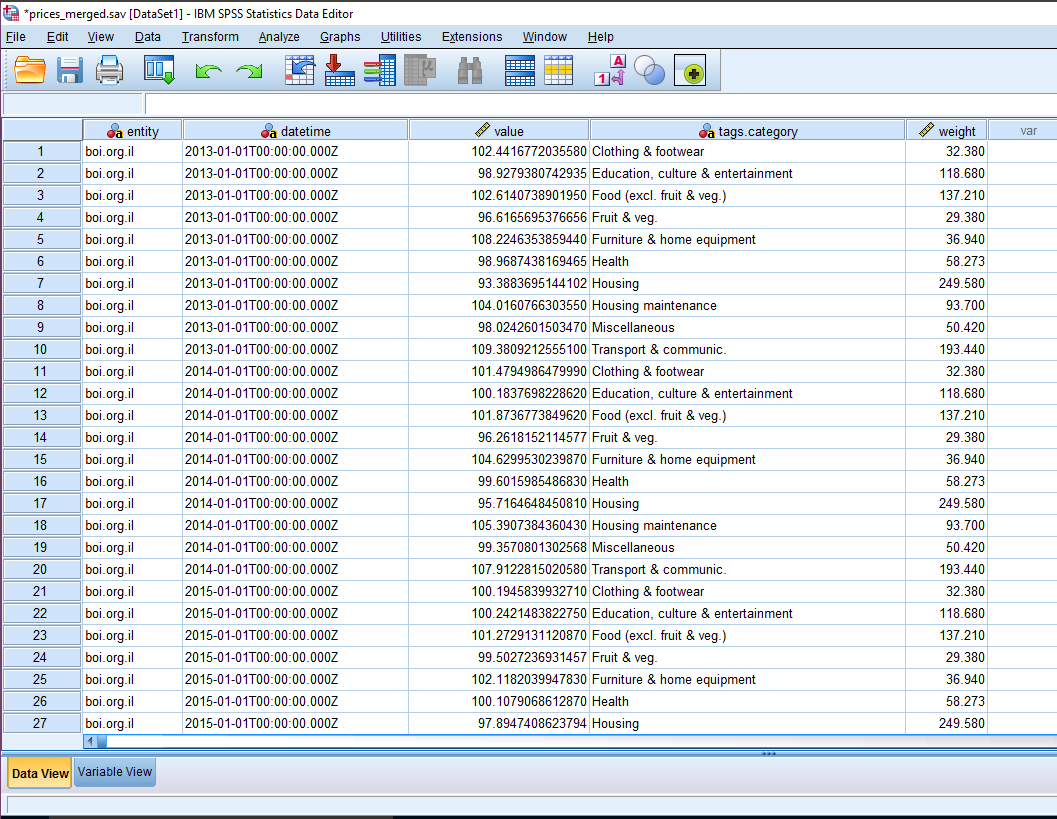 *prices_merged.sav [DataSet1] - IBM SPSS Statistics Data Editor
File Edit View Data Transform Analyze Graphs Utilities Extensions Window Help
A
1
entity datetime value tags.category weight var
1 boi.org.il 2013-01-01T00:00:00.000Z 102.4416772035580 Clothing & footwear 32.380
2 boi.org.il 2013-01-01T00:00:00.000Z 98.9279380742935 Education, culture & entertainment 118.680
3 boi.org.il 2013-01-01T00:00:00.000Z 102.6140738901950 Food (excl. fruit & veg.) 137.210
4 boi.org.il 2013-01-01T00:00:00.000Z 96.6165695376656 Fruit & veg. 29.380
5 boi.org.il 2013-01-01T00:00:00.000Z 108.2246353859440 Furniture & home equipment 36.940
6 boi.org.il 2013-01-01T00:00:00.000Z 98.9687438169465 Health 58.273
7 boi.org.il 2013-01-01T00:00:00.000Z 93.3883695144102 Housing 249.580
8 boi.org.il 2013-01-01T00:00:00.000Z 104.0160766303550 Housing maintenance 93.700
9 boi.org.il 2013-01-01T00:00:00.000Z 98.0242601503470 Miscellaneous 50.420
10 boi.org.il 2013-01-01T00:00:00.000Z 109.3809212555100 Transport & communic. 193.440
11 boi.org.il 2014-01-01T00:00:00.000Z 101.4794986479990 Clothing & footwear 32.380
12 boi.org.il 2014-01-01T00:00:00.000Z 100.1837698228620 Education, culture & entertainment 118.680
13 boi.org.il 2014-01-01T00:00:00.000Z 101.8736773849620 Food (excl. fruit & veg.) 137.210
14 boi.org.il 2014-01-01T00:00:00.000Z 96.2618152114577 Fruit & veg. 29.380
15 boi.org.il 2014-01-01T00:00:00.000Z 104.6299530239870 Furniture & home equipment 36.940
16 boi.org.il 2014-01-01T00:00:00.000Z 99.6015985486830 Health 58.273
17 boi.org.il 2014-01-01T00:00:00.000Z 95.7164648450810 Housing 249.580
18 boi.org.il 2014-01-01T00:00:00.000Z 105.3907384360430 Housing maintenance 93.700
19 boi.org.il 2014-01-01T00:00:00.000Z 99.3570801302568 Miscellaneous 50.420
20 boi.org.il 2014-01-01T00:00:00.000Z 107.9122815020580 Transport & communic. 193.440
21 boi.org.il 2015-01-01T00:00:00.000Z 100.1945839932710 Clothing & footwear 32.380
22 boi.org.il 2015-01-01T00:00:00.000Z 100.2421483822750 Education, culture & entertainment 118.680
23 boi.org.il 2015-01-01T00:00:00.000Z 101.2729131120870 Food (excl. fruit & veg.) 137.210
24 boi.org.il 2015-01-01T00:00:00.000Z 99.5027236931457 Fruit & veg. 29.380
25 boi.org.il 2015-01-01T00:00:00.000Z 102.1182039947830 Furniture & home equipment 36.940
26 boi.org.il 2015-01-01T00:00:00.000Z 100.1079068612870 Health 58.273
27 boi.org.il 2015-01-01T00:00:00.000Z 97.8947408623794 Housing 249.580
Data View Variable View